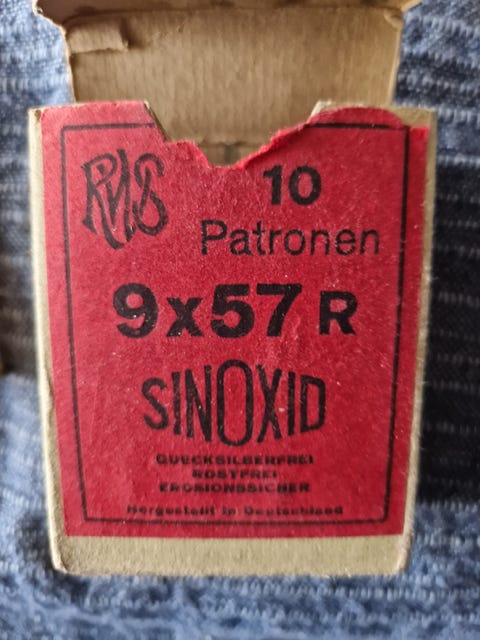 RWS
10
Patronen
9x57 R
SINOXID
QUECKSILBERFREI
ROSTFREI
EROSIONSSICHER
Hergestellt in Deutschland